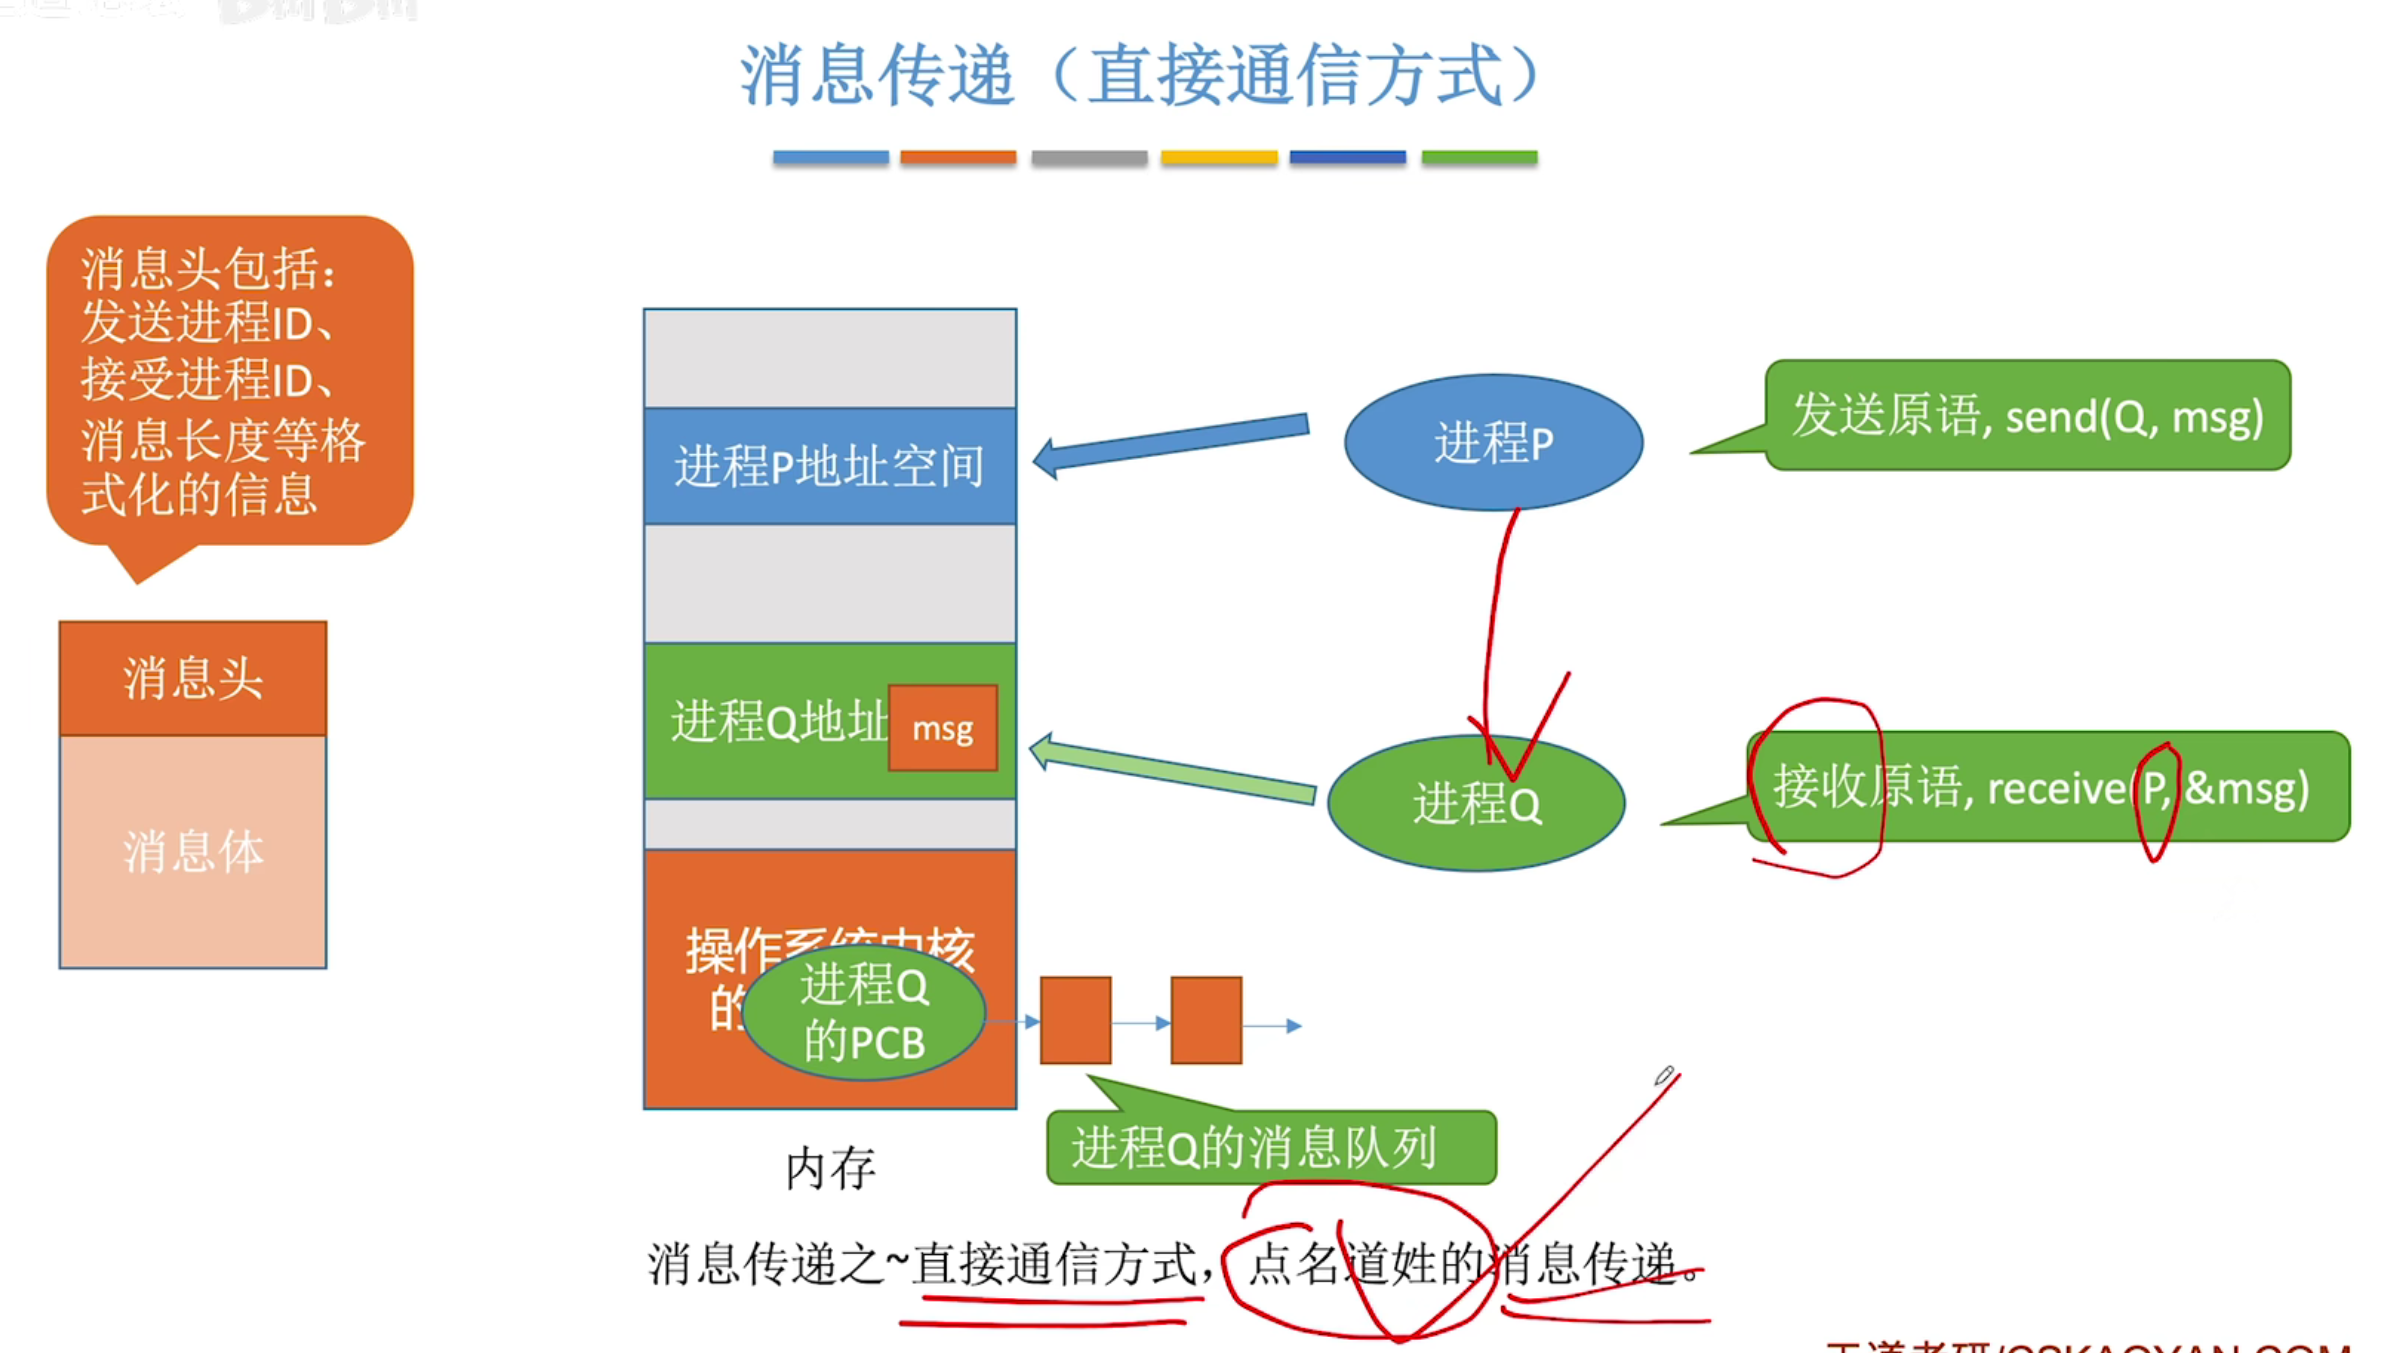 消息传递（直接通信方式）
消息头包括：
发送进程ID、
接受进程ID、
消息长度等格
式化的信息
消息头
消息体
进程P地址空间
进程Q地址
msg
操作系统内核
的
进程Q
的PCB
内存
进程P
进程Q
发送原语, send(Q, msg)
接收原语, receive(P, &msg)
进程Q的消息队列
消息传递之~直接通信方式，点名道姓的消息传递。
王道考研/CSKAOYAN.COM